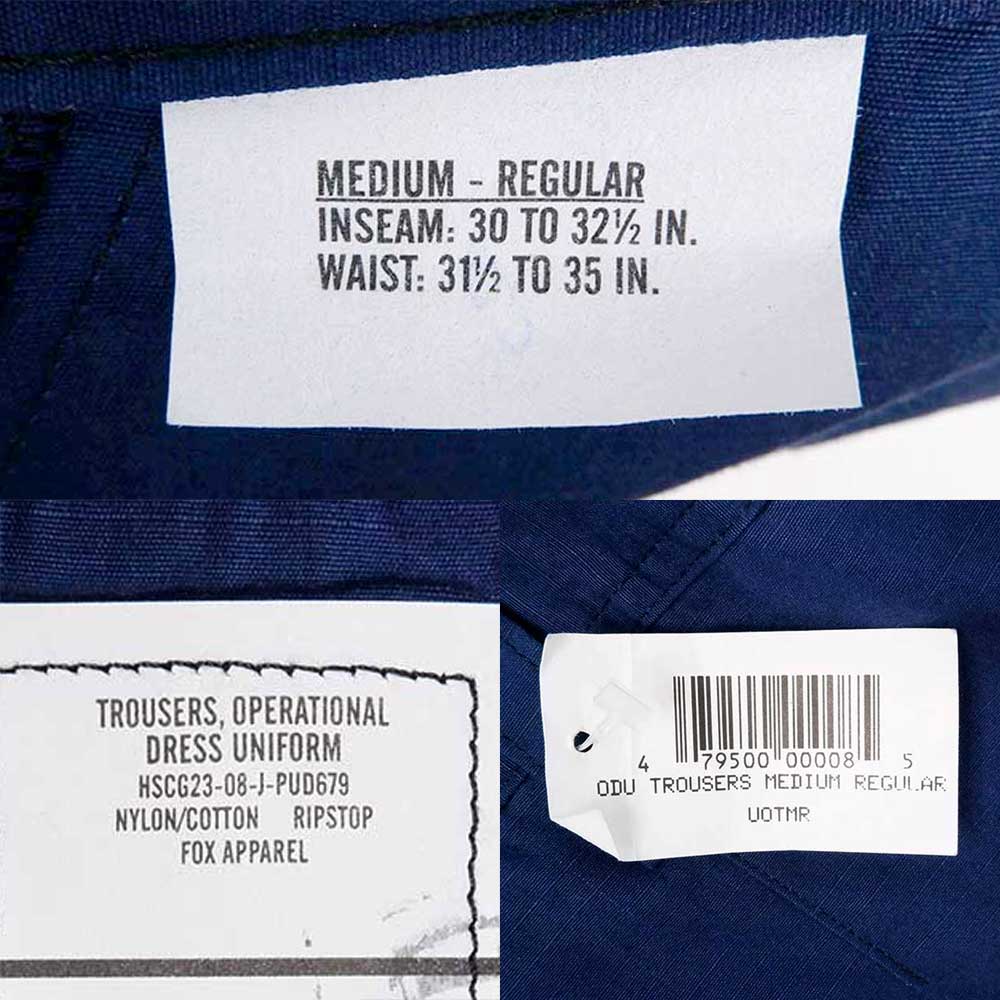 MEDIUM - REGULAR
INSEAM: 30 TO 32½ IN.
WAIST: 31½ TO 35 IN.
TROUSERS, OPERATIONAL
DRESS UNIFORM
HSCG23-08-J-PUD679
NYLON/COTTON RIPSTOP
FOX APPAREL
4 79500 00008 5
ODU TROUSERS MEDIUM REGULAR
UOTMR